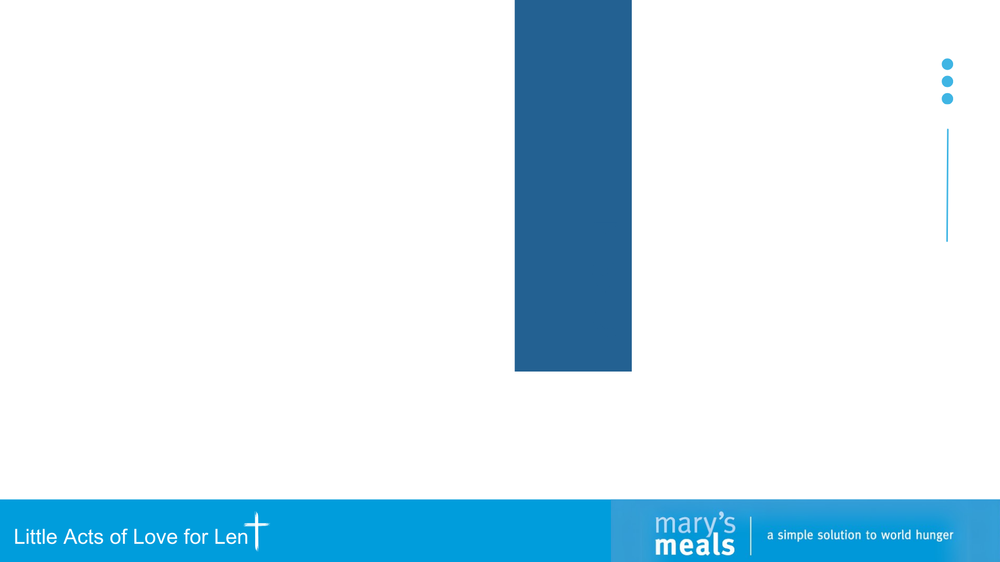 Little Acts of Love for Lent
mary's
meals
a simple solution to world hunger